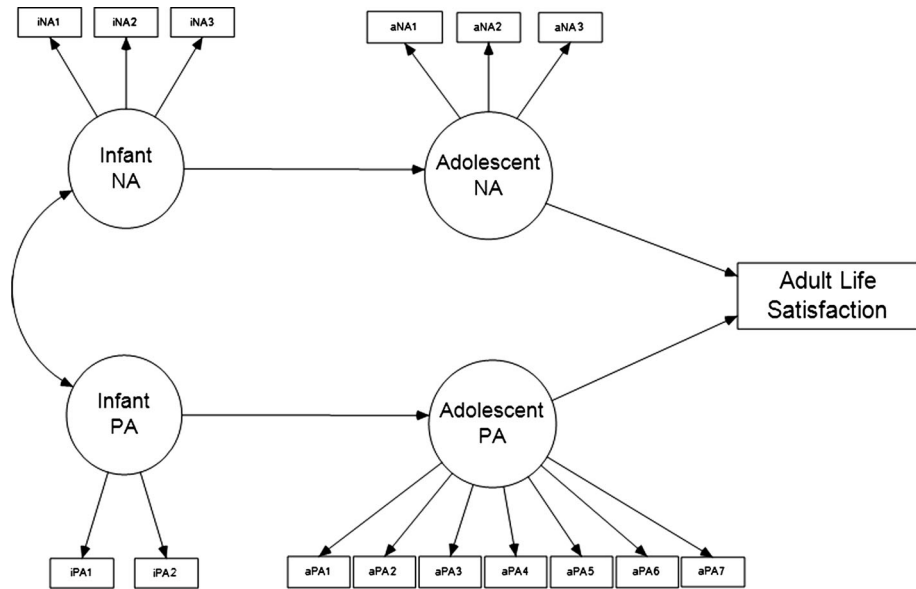 iNA1
iNA2
iNA3
aNA1
aNA2
aNA3
Infant
NA
Adolescent
NA
Adult Life
Satisfaction
Infant
PA
Adolescent
PA
iPA1
iPA2
aPA1
aPA2
aPA3
aPA4
aPA5
aPA6
aPA7